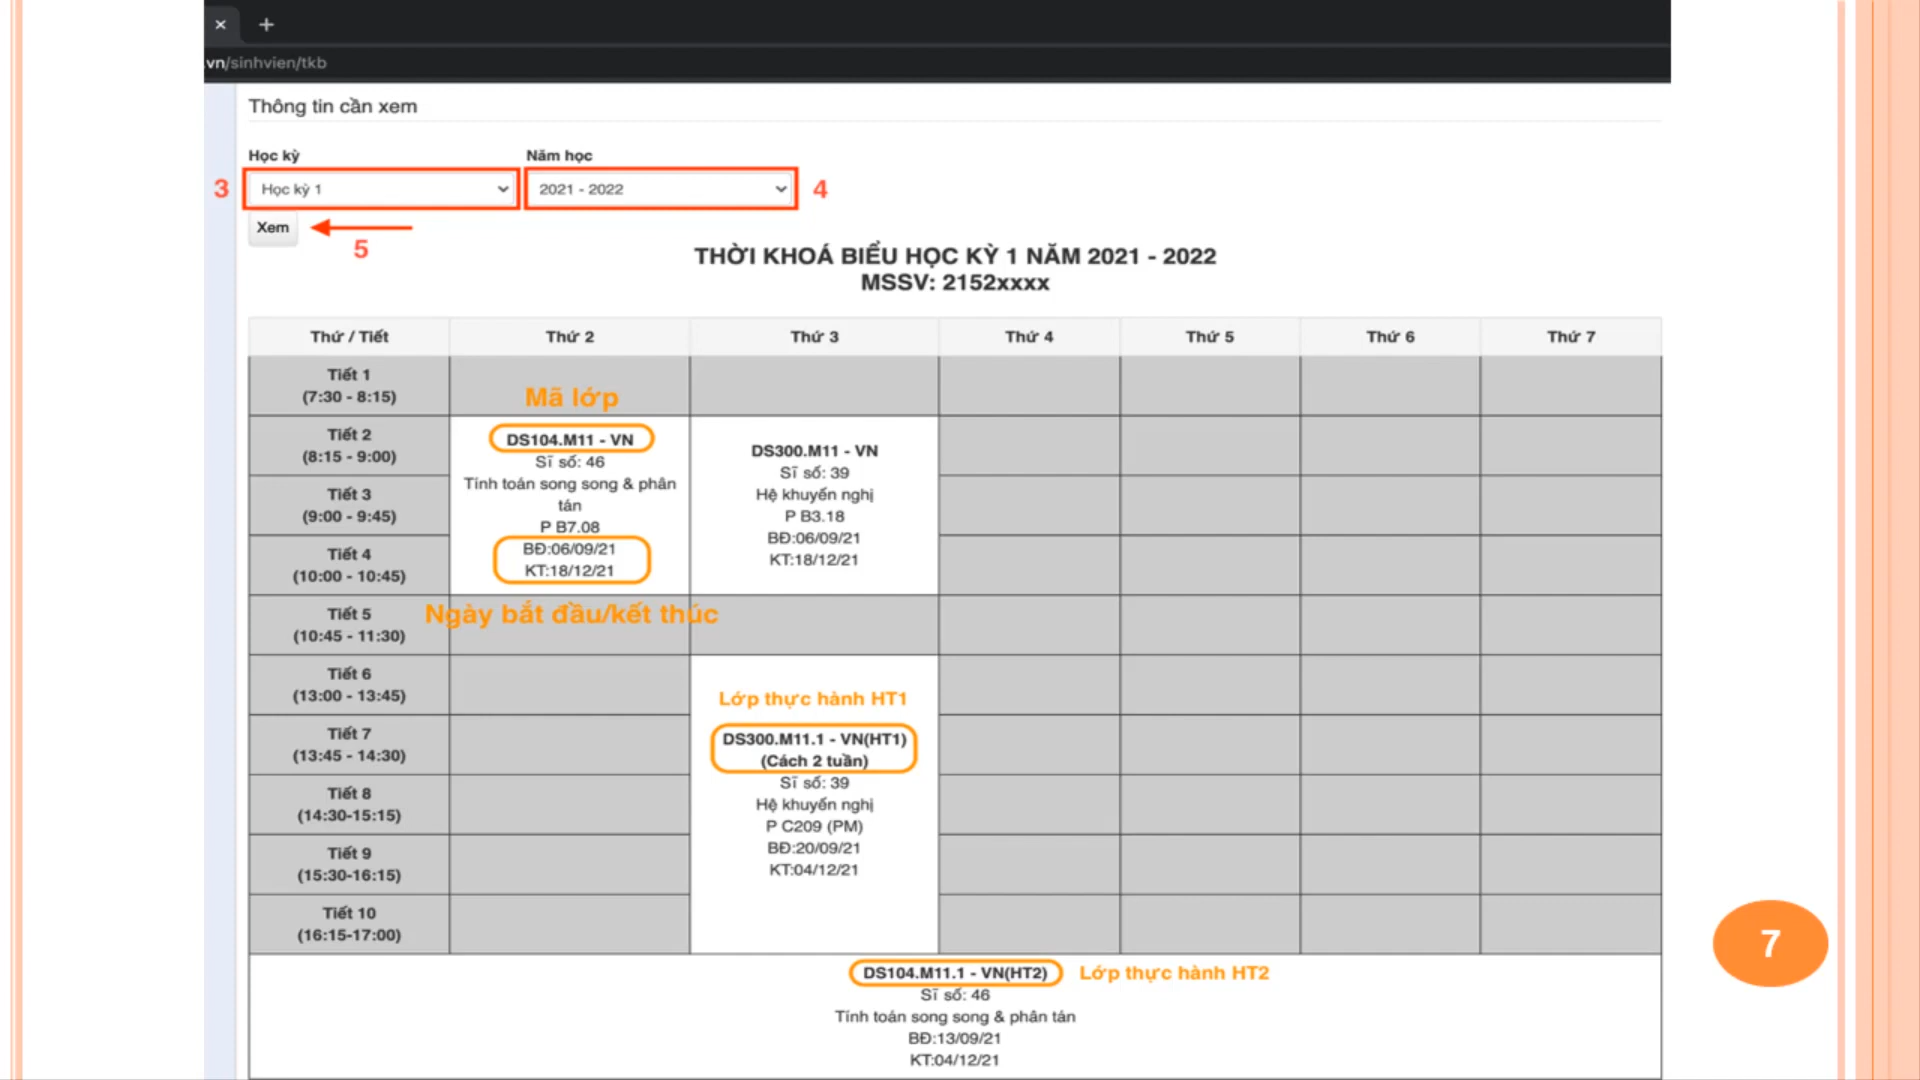 .vn/sinhvien/tkb
Thông tin cần xem
Học kỳ Năm học
3 Học kỳ 1 2021 - 2022 4
Xem
5
THỜI KHOÁ BIỂU HỌC KỲ 1 NĂM 2021 - 2022
MSSV: 2152xxxx
Thứ / Tiết Thứ 2 Thứ 3 Thứ 4 Thứ 5 Thứ 6 Thứ 7
Tiết 1
(7:30 - 8:15)
Mã lớp
Tiết 2
(8:15 - 9:00)
Tiết 3
(9:00 - 9:45)
Tiết 4
(10:00 - 10:45)
DS104.M11 - VN
Sĩ số: 46
Tính toán song song & phân
tán
P B7.08
BĐ:06/09/21
KT:18/12/21
DS300.M11 - VN
Sĩ số: 39
Hệ khuyến nghị
P B3.18
BĐ:06/09/21
KT:18/12/21
Tiết 5
(10:45 - 11:30)
Ngày bắt đầu/kết thúc
Tiết 6
(13:00 - 13:45)
Tiết 7
(13:45 - 14:30)
Tiết 8
(14:30-15:15)
Tiết 9
(15:30-16:15)
Tiết 10
(16:15-17:00)
Lớp thực hành HT1
DS300.M11.1 - VN(HT1)
(Cách 2 tuần)
Sĩ số: 39
Hệ khuyến nghị
P C209 (PM)
BĐ:20/09/21
KT:04/12/21
DS104.M11.1 - VN(HT2) Lớp thực hành HT2
Sĩ số: 46
Tính toán song song & phân tán
BĐ:13/09/21
KT:04/12/21
7